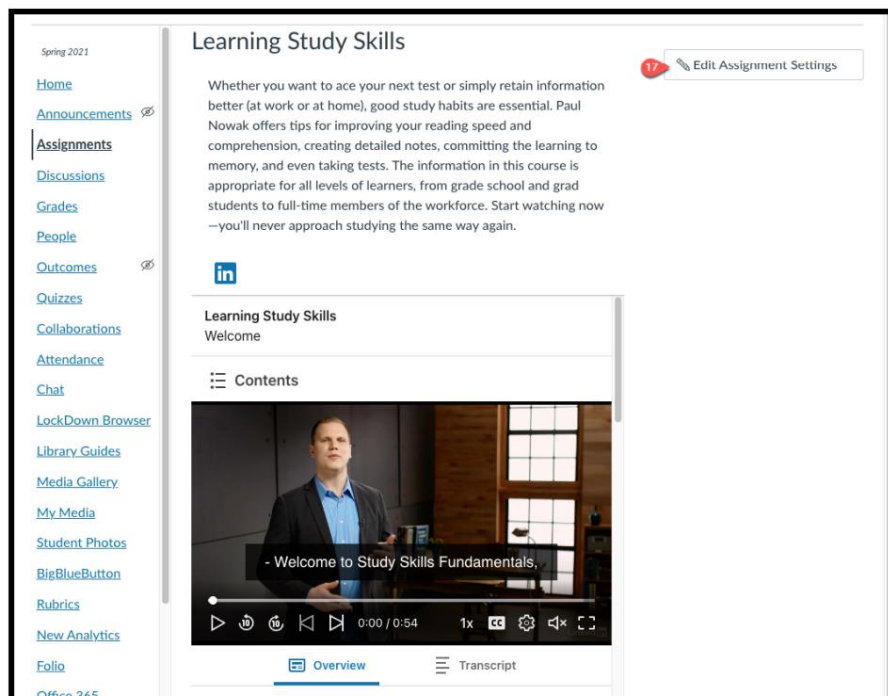 Spring 2021
Home
Announcements
Assignments
Discussions
Grades
People
Outcomes
Quizzes
Collaborations
Attendance
Chat
LockDown Browser
Library Guides
Media Gallery
My Media
Student Photos
BigBlueButton
Rubrics
New Analytics
Folio
Office 365
Learning Study Skills
Whether you want to ace your next test or simply retain information
better (at work or at home), good study habits are essential. Paul
Nowak offers tips for improving your reading speed and
comprehension, creating detailed notes, committing the learning to
memory, and even taking tests. The information in this course is
appropriate for all levels of learners, from grade school and grad
students to full-time members of the workforce. Start watching now
—you'll never approach studying the same way again.
in
Learning Study Skills
Welcome
Contents
- Welcome to Study Skills Fundamentals,
10 10 0:00 / 0:54 1x CC
Overview Transcript
17 Edit Assignment Settings